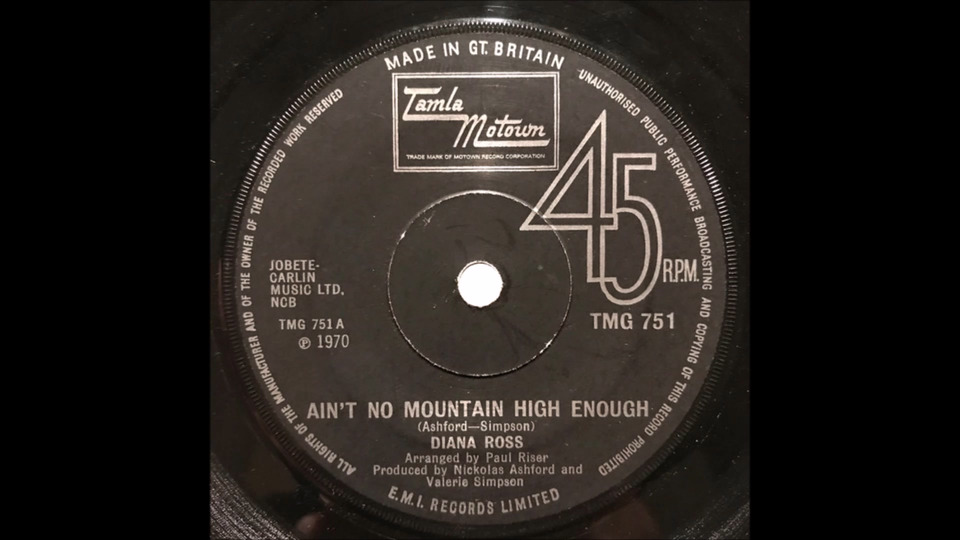 MADE IN GT. BRITAIN
UNAUTHORISED PUBLIC PERFORMANCE BROADCASTING AND COPYING OF THIS RECORD PROHIBITED
ALL RIGHTS OF THE MANUFACTURER AND OF THE OWNER OF THE RECORDED WORK RESERVED
Tamla
Motown
TRADE MARK OF MOTOWN RECORD CORPORATION
45
R.P.M.
JOBETE-
CARLIN
MUSIC LTD,
NCB
TMG 751
TMG 751 A
℗ 1970
AIN'T NO MOUNTAIN HIGH ENOUGH
(Ashford—Simpson)
DIANA ROSS
Arranged by Paul Riser
Produced by Nickolas Ashford and
Valerie Simpson
E.M.I. RECORDS LIMITED